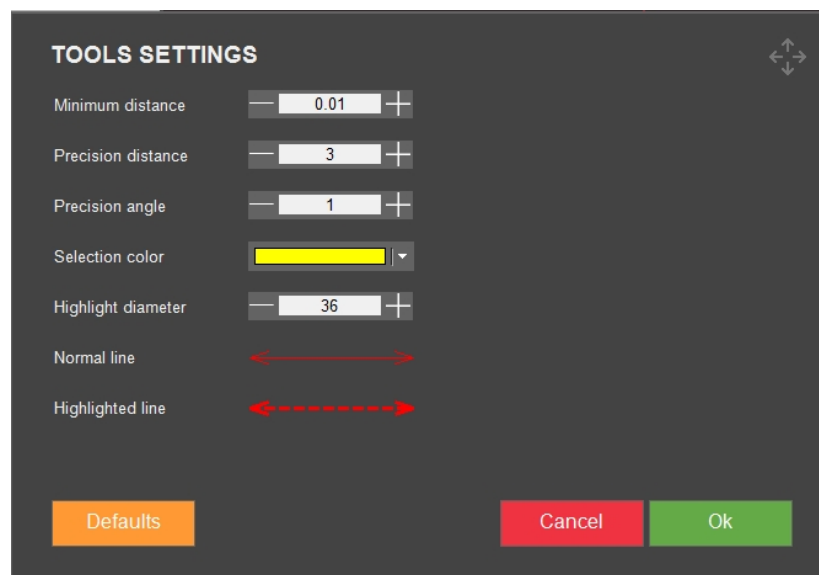 TOOLS SETTINGS
Minimum distance 0.01
Precision distance 3
Precision angle 1
Selection color
Highlight diameter 36
Normal line
Highlighted line
Defaults Cancel Ok